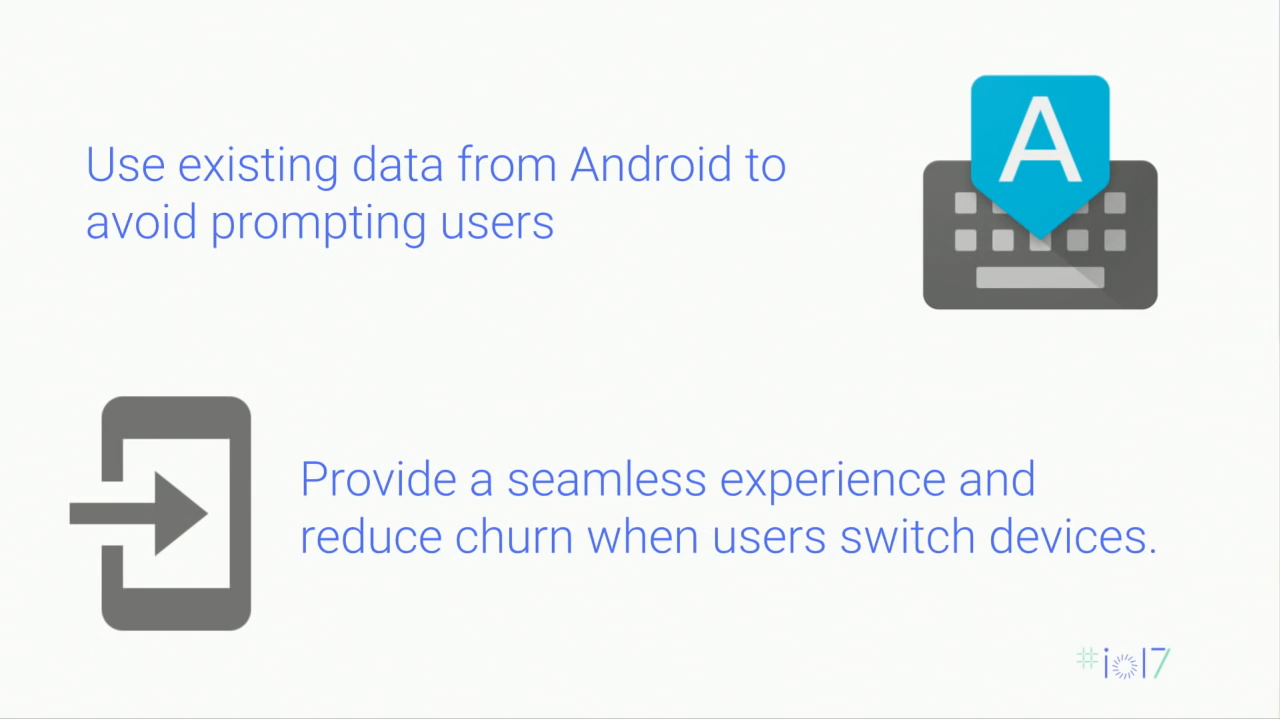 Use existing data from Android to
avoid prompting users
A
Provide a seamless experience and
reduce churn when users switch devices.
#io17